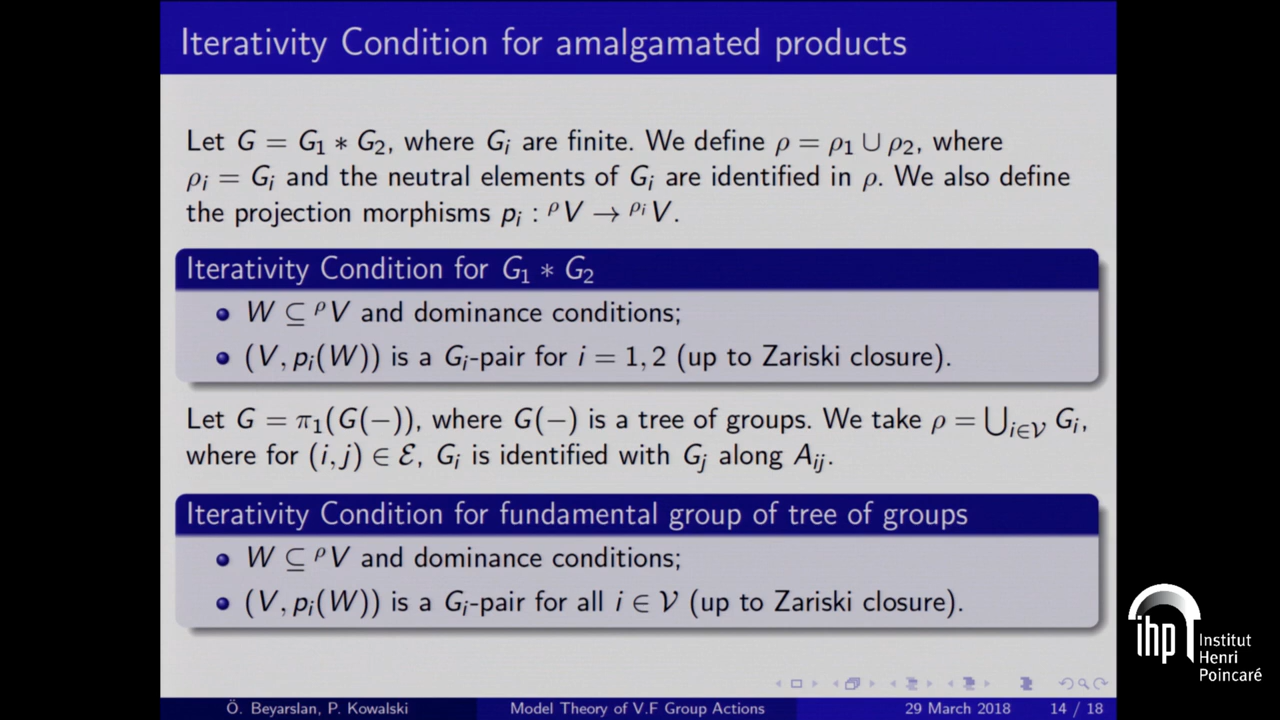 Iterativity Condition for amalgamated products
Let G = G₁ ∗ G₂, where Gᵢ are finite. We define ρ = ρ₁ ∪ ρ₂, where
ρᵢ = Gᵢ and the neutral elements of Gᵢ are identified in ρ. We also define
the projection morphisms pᵢ : ᵖV → ᵖⁱV.
Iterativity Condition for G₁ ∗ G₂
• W ⊆ ᵖV and dominance conditions;
• (V, pᵢ(W)) is a Gᵢ-pair for i = 1, 2 (up to Zariski closure).
Let G = π₁(G(−)), where G(−) is a tree of groups. We take ρ = ⋃_{i∈𝒱} Gᵢ,
where for (i, j) ∈ ℰ, Gᵢ is identified with Gⱼ along Aᵢⱼ.
Iterativity Condition for fundamental group of tree of groups
• W ⊆ ᵖV and dominance conditions;
• (V, pᵢ(W)) is a Gᵢ-pair for all i ∈ 𝒱 (up to Zariski closure).
Ö. Beyarslan, P. Kowalski Model Theory of V.F Group Actions 29 March 2018 14 / 18
ihp Institut
Henri
Poincaré